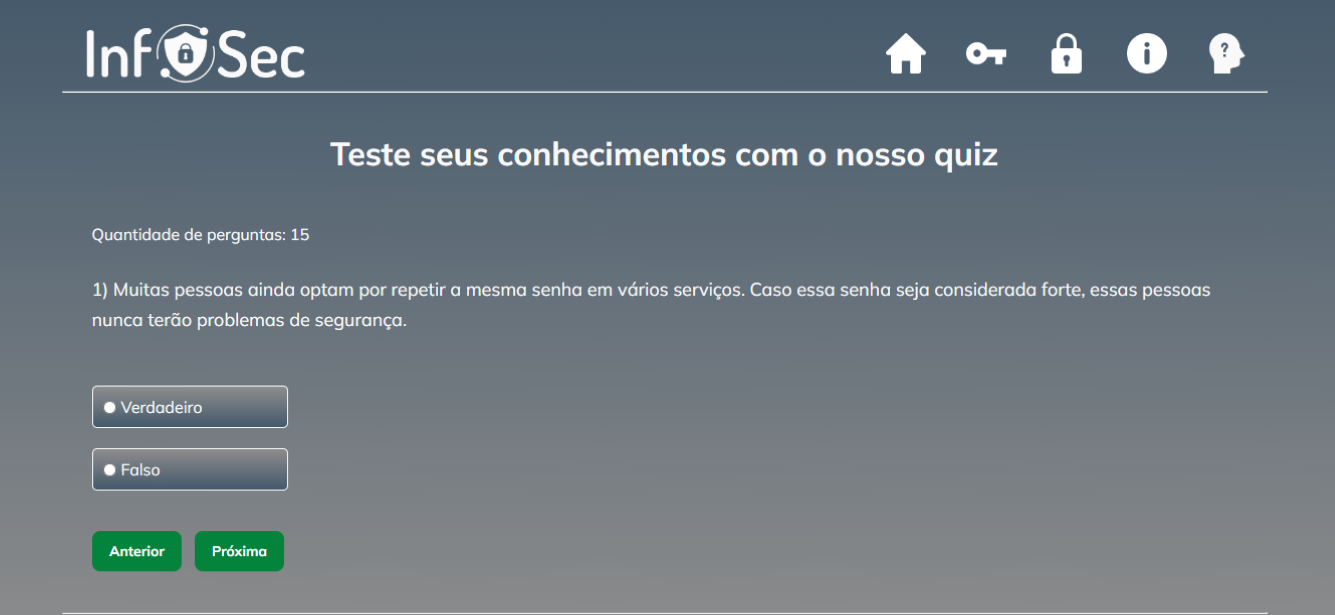 InfoSec
Teste seus conhecimentos com o nosso quiz
Quantidade de perguntas: 15
1) Muitas pessoas ainda optam por repetir a mesma senha em vários serviços. Caso essa senha seja considerada forte, essas pessoas
nunca terão problemas de segurança.
Verdadeiro
Falso
Anterior Próxima